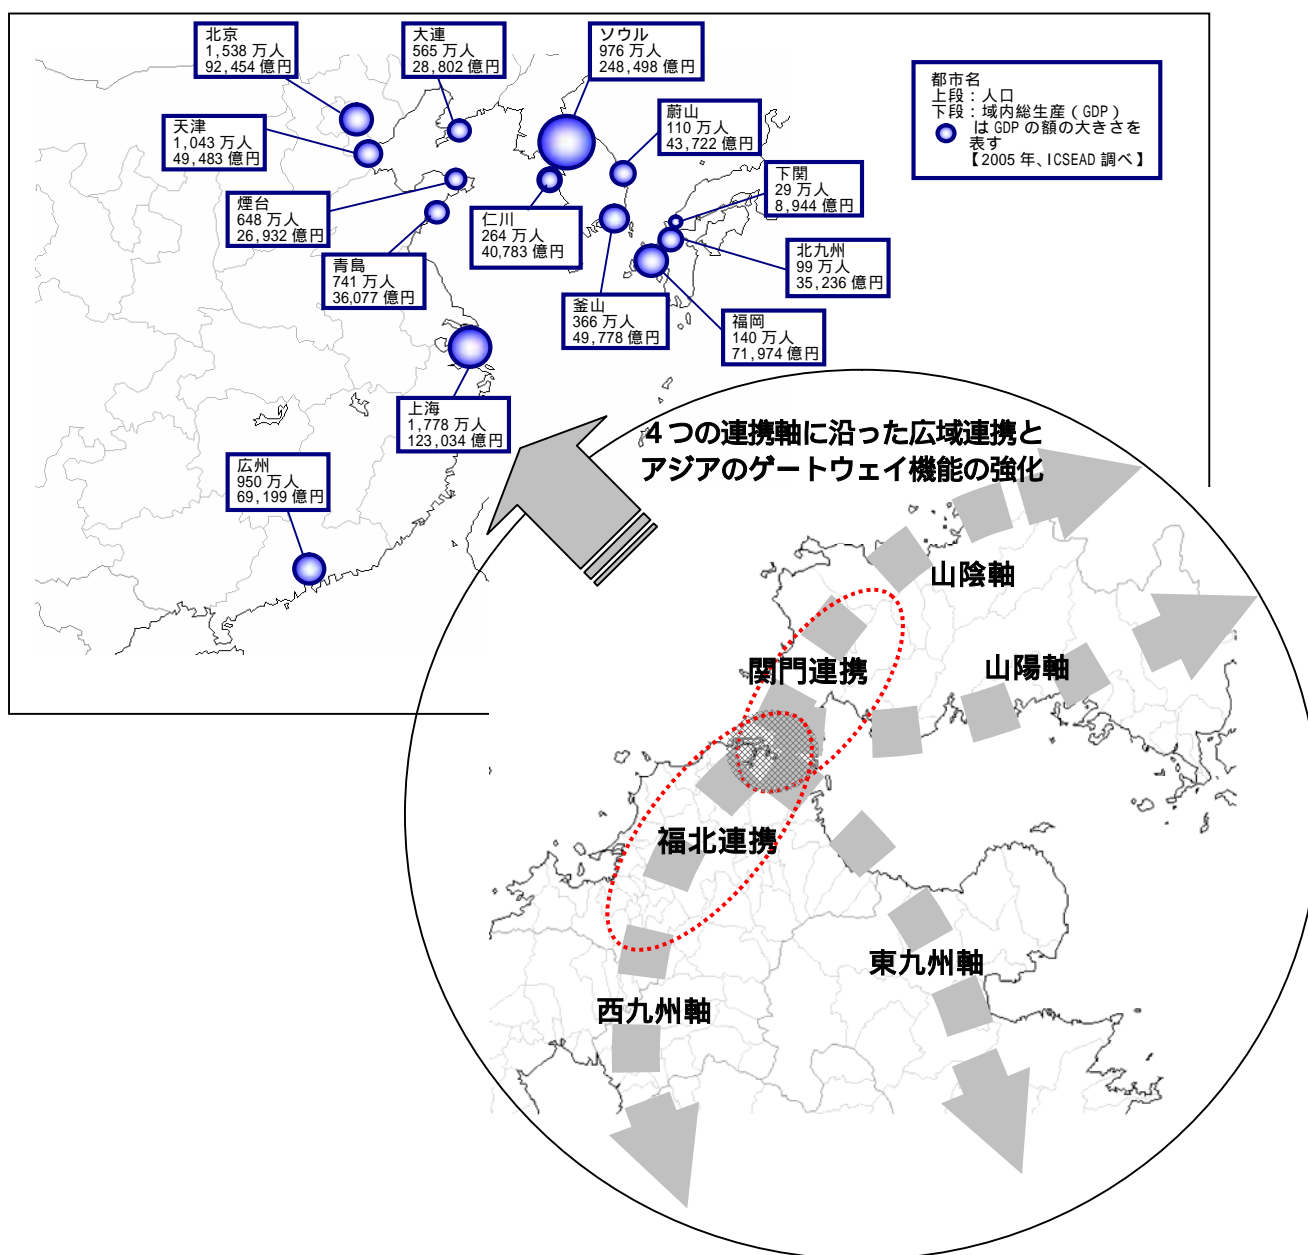 北京
1,538 万人
92,454 億円
大連
565 万人
28,802 億円
ソウル
976 万人
248,498 億円
都市名
上段：人口
下段：域内総生産（GDP）
は GDP の額の大きさを
表す
【2005 年、ICSEAD 調べ】
天津
1,043 万人
49,483 億円
蔚山
110 万人
43,722 億円
下関
29 万人
8,944 億円
煙台
648 万人
26,932 億円
仁川
264 万人
40,783 億円
北九州
99 万人
35,236 億円
青島
741 万人
36,077 億円
釜山
366 万人
49,778 億円
福岡
140 万人
71,974 億円
上海
1,778 万人
123,034 億円
広州
950 万人
69,199 億円
４つの連携軸に沿った広域連携と
アジアのゲートウェイ機能の強化
山陰軸
関門連携
山陽軸
福北連携
東九州軸
西九州軸